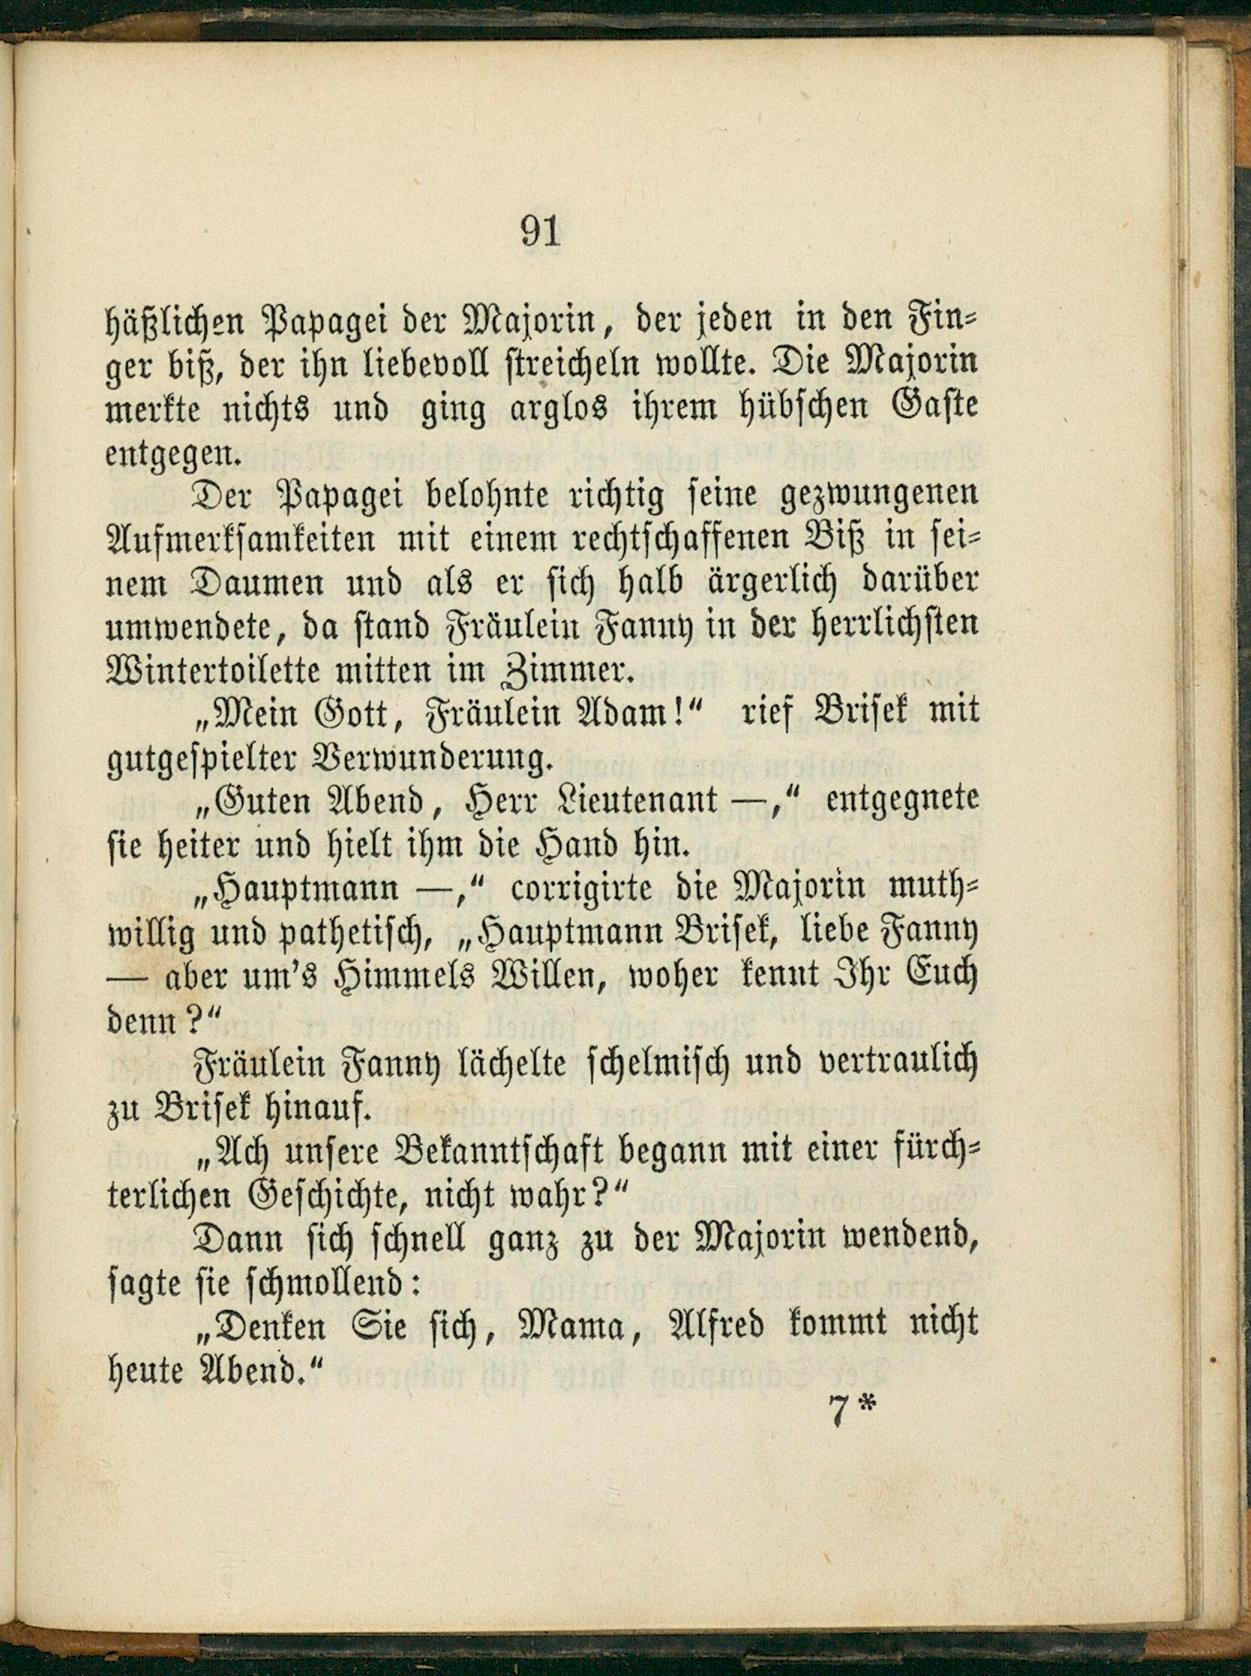 91
häßlichen Papagei der Majorin, der jeden in den Fin⸗
ger biß, der ihn liebevoll streicheln wollte. Die Majorin
merkte nichts und ging arglos ihrem hübschen Gaste
entgegen.
Der Papagei belohnte richtig seine gezwungenen
Aufmerksamkeiten mit einem rechtschaffenen Biß in sei⸗
nem Daumen und als er sich halb ärgerlich darüber
umwendete, da stand Fräulein Fanny in der herrlichsten
Wintertoilette mitten im Zimmer.
„Mein Gott, Fräulein Adam!“ rief Brisek mit
gutgespielter Verwunderung.
„Guten Abend, Herr Lieutenant —,“ entgegnete
sie heiter und hielt ihm die Hand hin.
„Hauptmann —,“ corrigirte die Majorin muth⸗
willig und pathetisch, „Hauptmann Brisek, liebe Fanny
— aber um's Himmels Willen, woher kennt Ihr Euch
denn?“
Fräulein Fanny lächelte schelmisch und vertraulich
zu Brisek hinauf.
„Ach unsere Bekanntschaft begann mit einer fürch⸗
terlichen Geschichte, nicht wahr?“
Dann sich schnell ganz zu der Majorin wendend,
sagte sie schmollend:
„Denken Sie sich, Mama, Alfred kommt nicht
heute Abend.“
7*